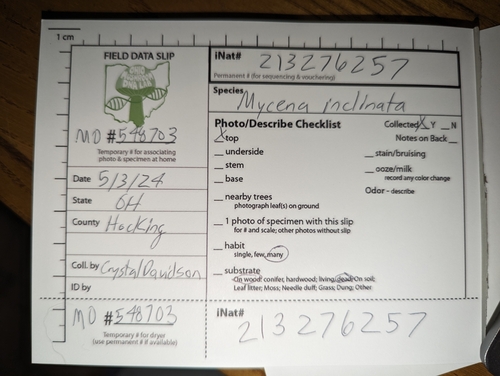 1 cm
FIELD DATA SLIP
MO #548703
Temporary # for associating
photo & specimen at home
Date 5/3/24
State OH
County Hocking
Coll. by Crystal Davidson
ID by
MO #548703
Temporary # for dryer
(use permanent # if available)
iNat# 213276257
Permanent # (for sequencing & vouchering)
Species Mycena inclinata
Photo/Describe Checklist
Collected X Y __N
X top
Notes on Back __
__ underside
__ stem
__ base
__ stain/bruising
__ ooze/milk
record any color change
Odor - describe
__ nearby trees
photograph leaf(s) on ground
__ 1 photo of specimen with this slip
for # and scale; other photos without slip
__ habit
single, few, many
__ substrate
On wood: conifer, hardwood; living, dead; On soil;
Leaf litter; Moss; Needle duff; Grass; Dung; Other
iNat#
213276257